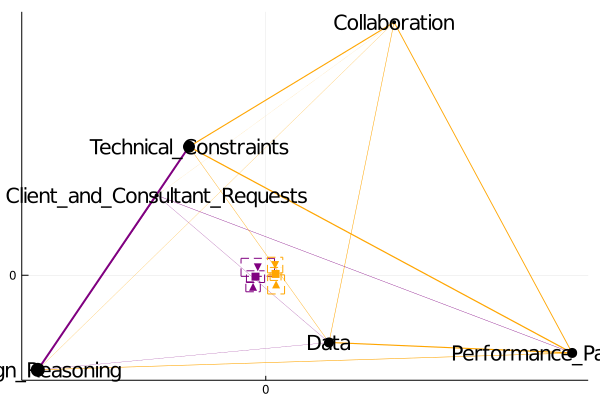 Collaboration
Technical_Constraints
Client_and_Consultant_Requests
0
Data
Performance_Pa
gn_Reasoning
0